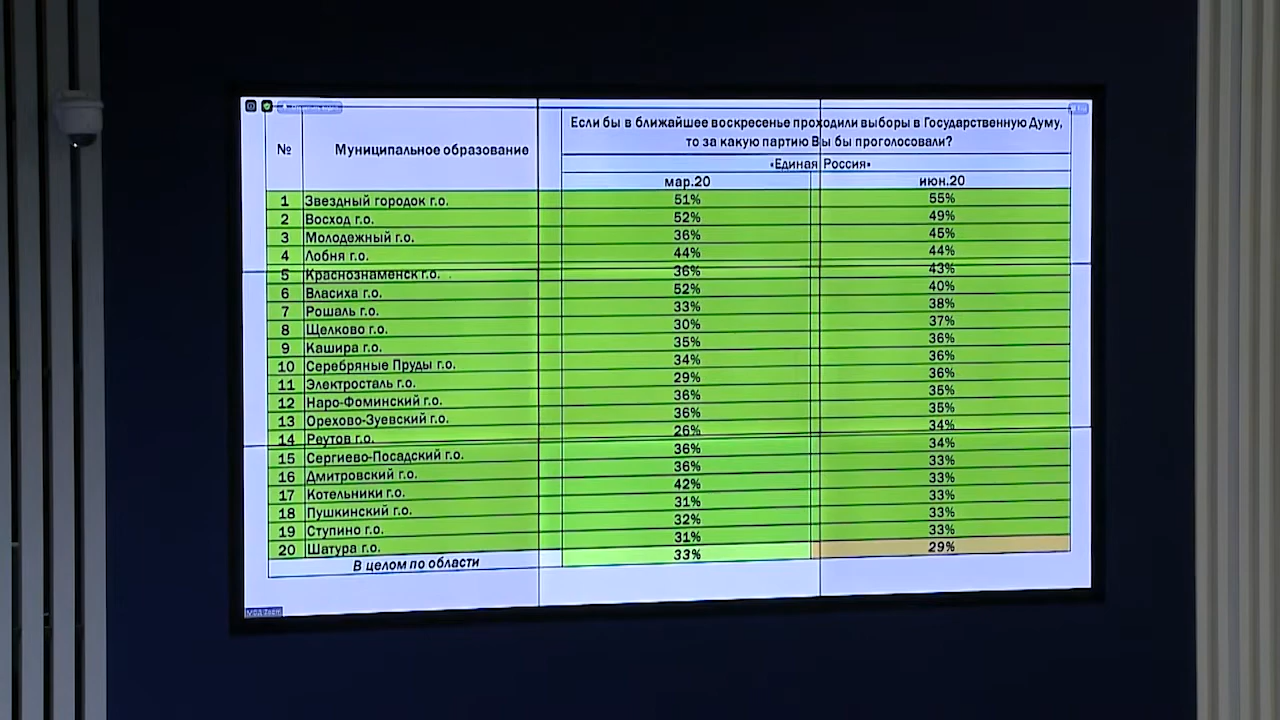 № Муниципальное образование
Если бы в ближайшее воскресенье проходили выборы в Государственную Думу,
то за какую партию Вы бы проголосовали?
«Единая Россия»
мар.20 июн.20
1 Звездный городок г.о. 51% 55%
2 Восход г.о. 52% 49%
3 Молодежный г.о. 36% 45%
4 Лобня г.о. 44% 44%
5 Краснознаменск г.о. 36% 43%
6 Власиха г.о. 52% 40%
7 Рошаль г.о. 33% 38%
8 Щелково г.о. 30% 37%
9 Кашира г.о. 35% 36%
10 Серебряные Пруды г.о. 34% 36%
11 Электросталь г.о. 29% 36%
12 Наро-Фоминский г.о. 36% 35%
13 Орехово-Зуевский г.о. 36% 35%
14 Реутов г.о. 26% 34%
15 Сергиево-Посадский г.о. 36% 34%
16 Дмитровский г.о. 36% 33%
17 Котельники г.о. 42% 33%
18 Пушкинский г.о. 31% 33%
19 Ступино г.о. 32% 33%
20 Шатура г.о. 31% 33%
В целом по области 33% 29%